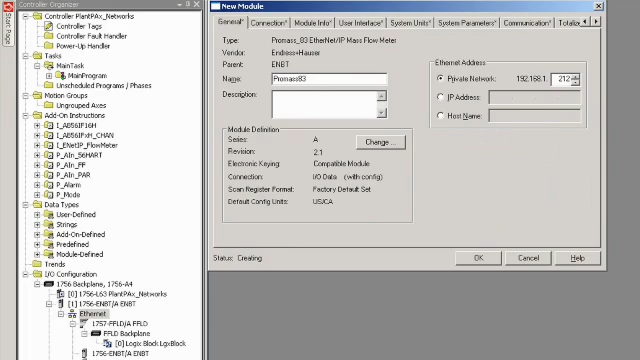 Controller Organizer
Start Page
Controller PlantPAx_Networks
Controller Tags
Controller Fault Handler
Power-Up Handler
Tasks
MainTask
MainProgram
Unscheduled Programs / Phases
Motion Groups
Ungrouped Axes
Add-On Instructions
I_AB56IF16H
I_AB56IFxH_CHAN
I_ENetIP_FlowMeter
P_AIn_56HART
P_AIn_FF
P_AIn_PAR
P_Alarm
P_Mode
Data Types
User-Defined
Strings
Add-On-Defined
Predefined
Module-Defined
Trends
I/O Configuration
1756 Backplane, 1756-A4
[0] 1756-L63 PlantPAx_Networks
[1] 1756-ENBT/A ENBT
Ethernet
1757-FFLD/A FFLD
FFLD Backplane
[0] Logix Block LgxBlock
1756-ENBT/A ENBT
New Module
General* Connection* Module Info* User Interface* System Units* System Parameters* Communication* Totaliz
Type: Promass_83 EtherNet/IP Mass Flow Meter
Vendor: Endress+Hauser
Parent: ENBT
Name: Promass83
Description:
Ethernet Address
Private Network: 192.168.1. 212
IP Address:
Host Name:
Module Definition
Series: A
Change ...
Revision: 2.1
Electronic Keying: Compatible Module
Connection: I/O Data (with config)
Scan Register Format: Factory Default Set
Default Config Units: US/CA
Status: Creating
OK Cancel Help